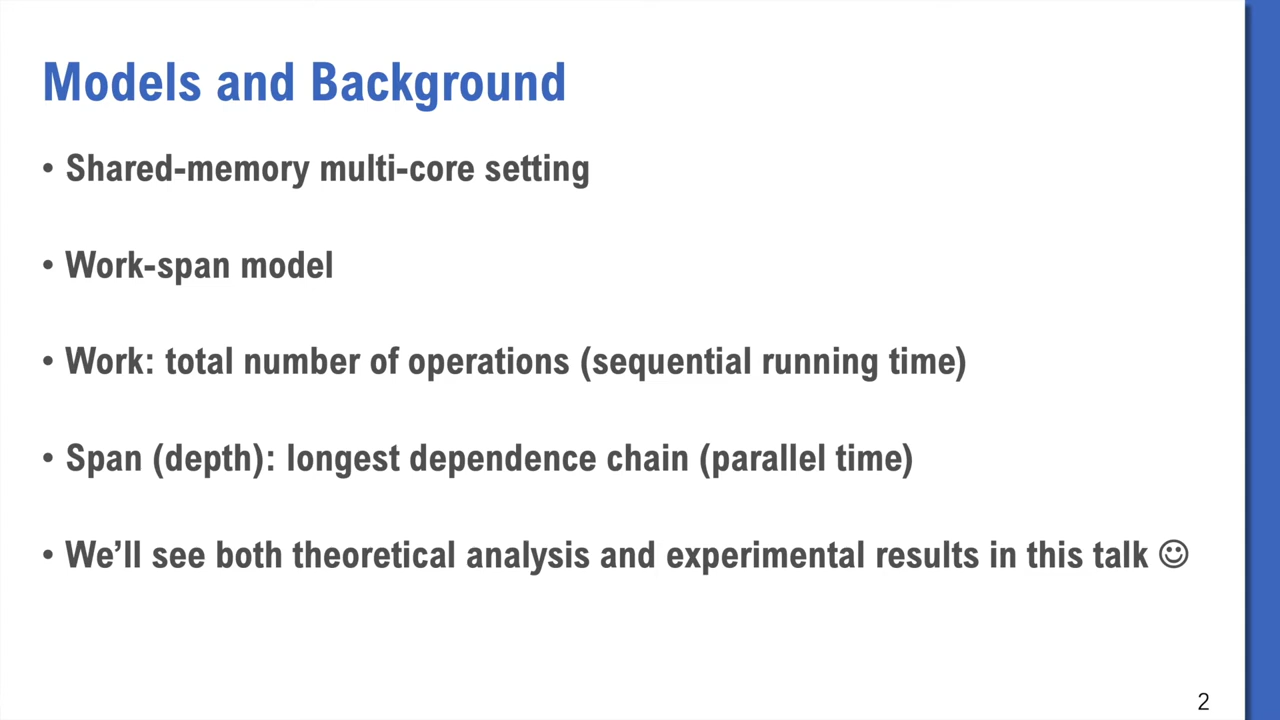 Models and Background
• Shared-memory multi-core setting
• Work-span model
• Work: total number of operations (sequential running time)
• Span (depth): longest dependence chain (parallel time)
• We’ll see both theoretical analysis and experimental results in this talk ☺
2